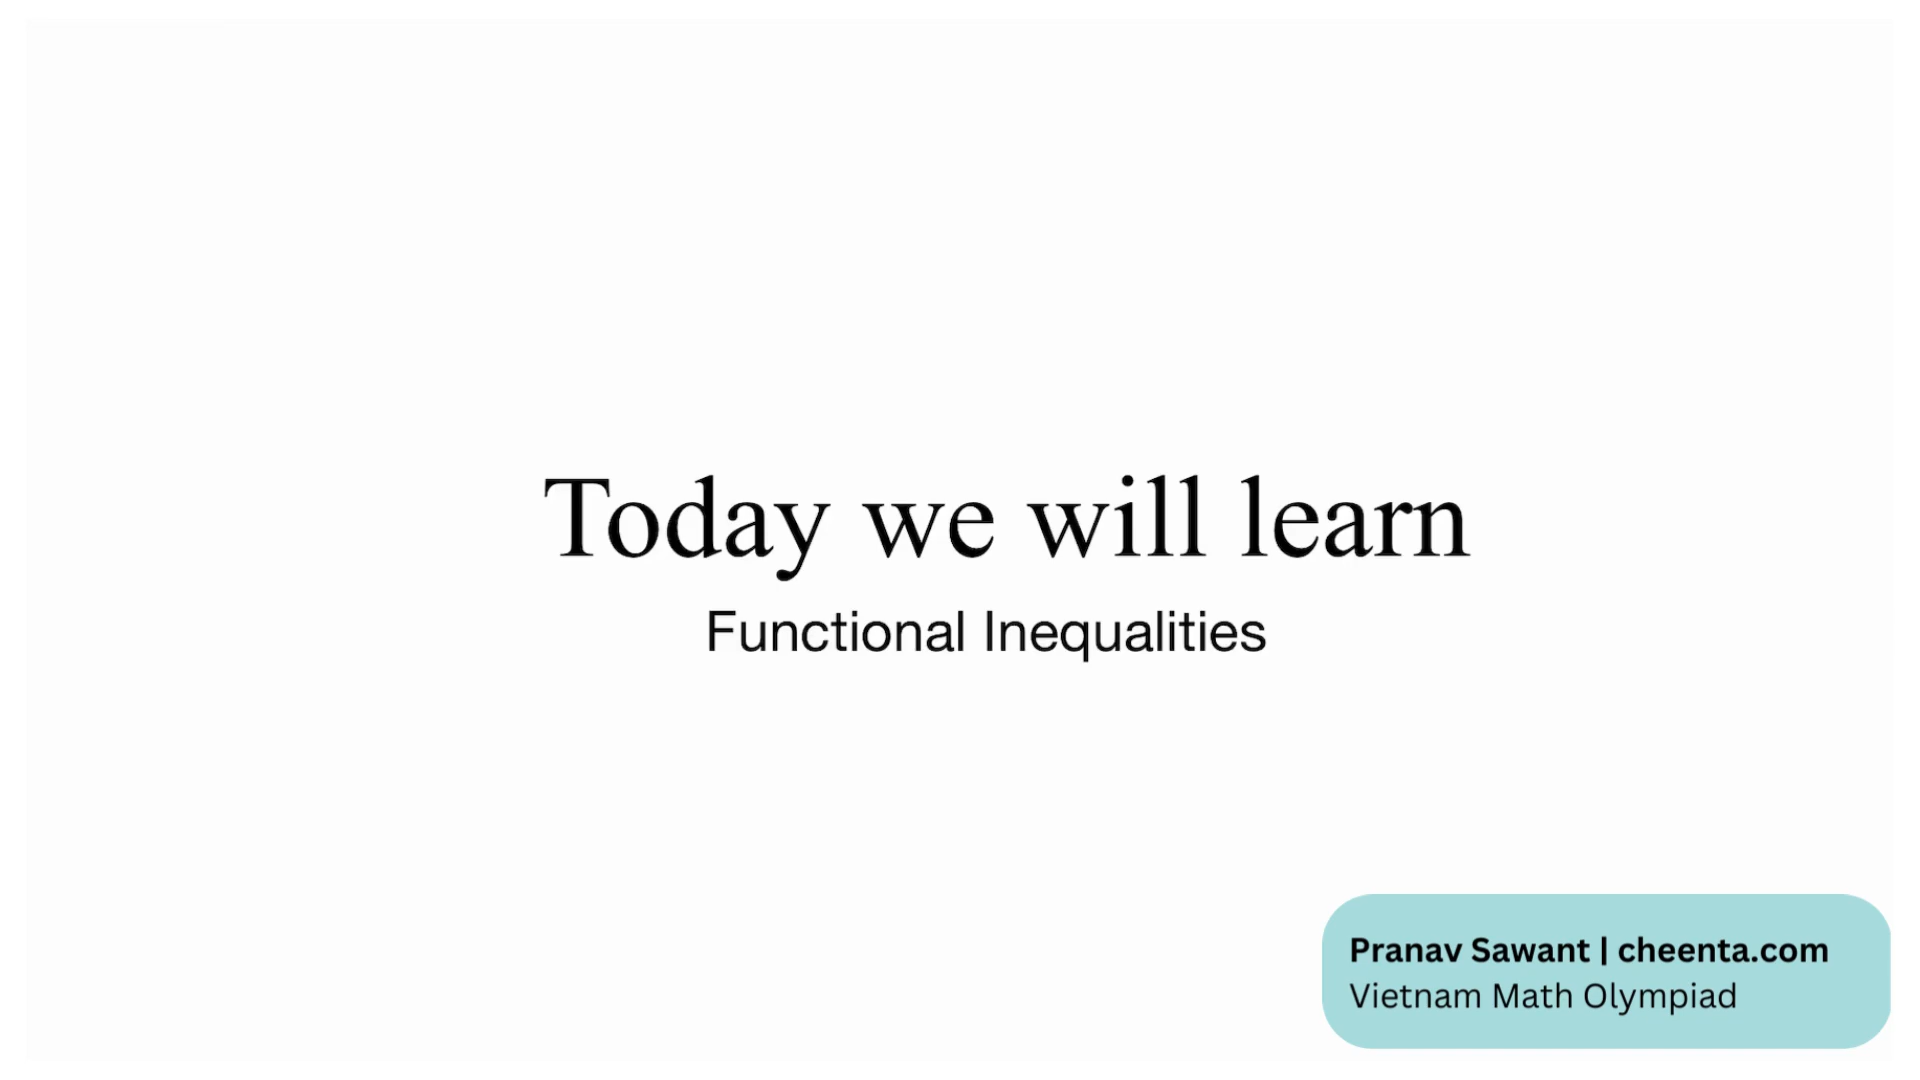 Today we will learn
Functional Inequalities
Pranav Sawant | cheenta.com
Vietnam Math Olympiad